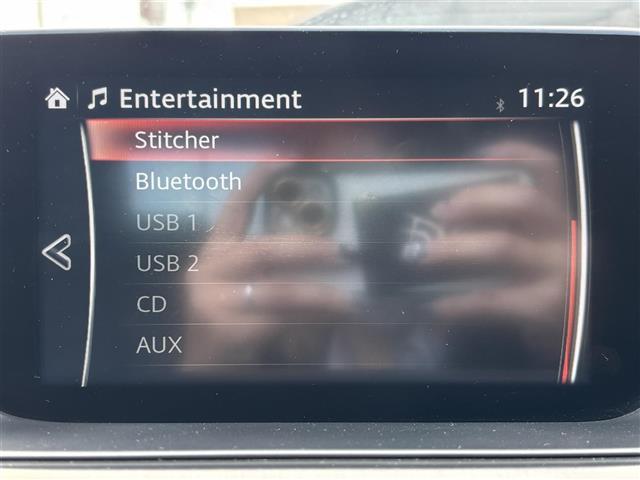 Entertainment 11:26
Stitcher
Bluetooth
USB 1
USB 2
CD
AUX